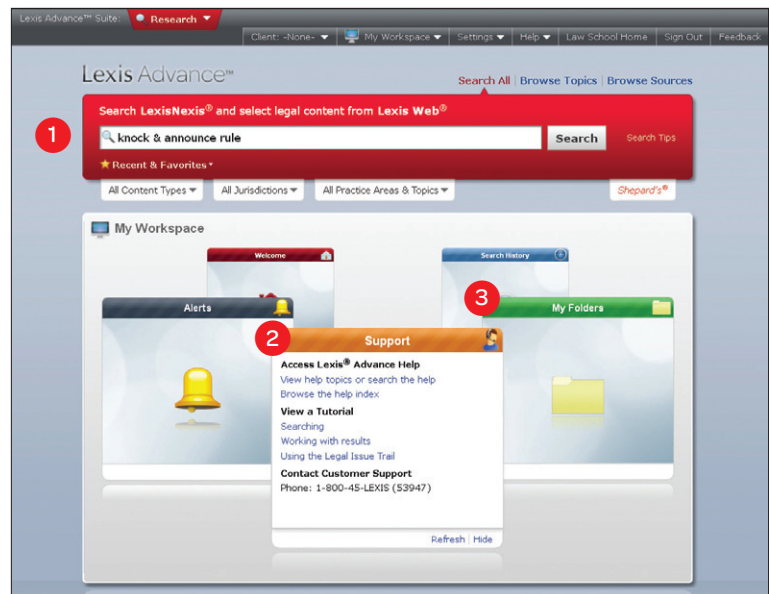 Lexis Advance™ Suite: Research
Client: -None- My Workspace Settings Help Law School Home Sign Out Feedback
Lexis Advance™
Search All | Browse Topics | Browse Sources
Search LexisNexis® and select legal content from Lexis Web®
1
knock & announce rule Search Search Tips
Recent & Favorites
All Content Types All Jurisdictions All Practice Areas & Topics Shepard's®
My Workspace
Welcome Search History
3
Alerts My Folders
2
Support
Access Lexis® Advance Help
View help topics or search the help
Browse the help index
View a Tutorial
Searching
Working with results
Using the Legal Issue Trail
Contact Customer Support
Phone: 1-800-45-LEXIS (53947)
Refresh | Hide